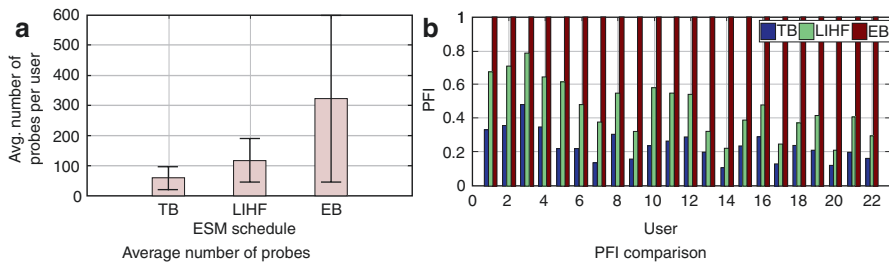 a
600
500
400
300
200
100
0
Avg. number of
probes per user
TB LIHF EB
ESM schedule
Average number of probes
b
TB LIHF EB
1
0.8
0.6
0.4
0.2
0
PFI
0 2 4 6 8 10 12 14 16 18 20 22
User
PFI comparison